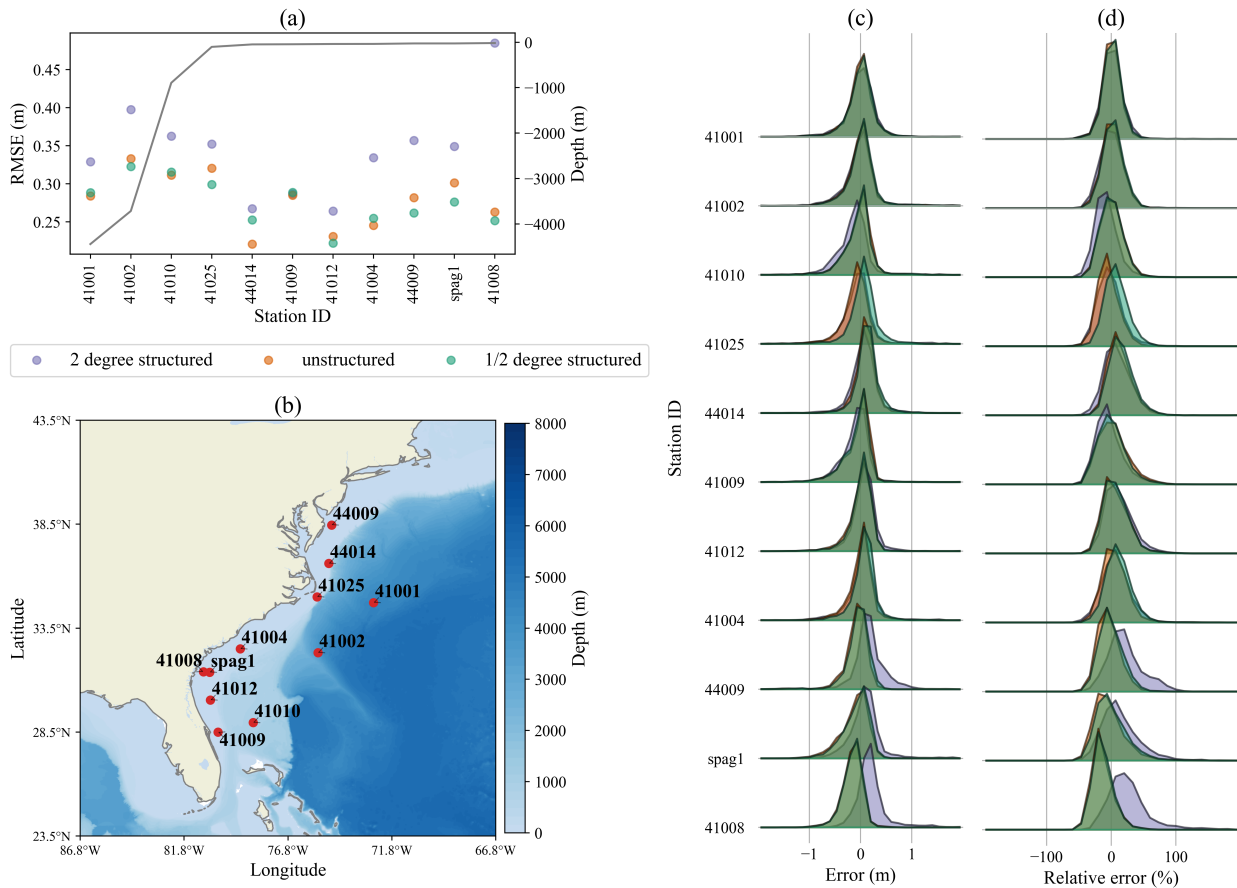 (a)
RMSE (m)
0.45
0.40
0.35
0.30
0.25
0
−1000
−2000
−3000
−4000
Depth (m)
41001
41002
41010
41025
44014
41009
41012
41004
44009
spag1
41008
Station ID
2 degree structured unstructured 1/2 degree structured
(b)
43.5°N
38.5°N
33.5°N
28.5°N
23.5°N
Latitude
86.8°W 81.8°W 76.8°W 71.8°W 66.8°W
Longitude
44009
44014
41025
41001
41004
41002
41008 spag1
41012
41010
41009
8000
7000
6000
5000
4000
3000
2000
1000
0
Depth (m)
(c)
Station ID
41001
41002
41010
41025
44014
41009
41012
41004
44009
spag1
41008
−1 0 1
Error (m)
(d)
−100 0 100
Relative error (%)